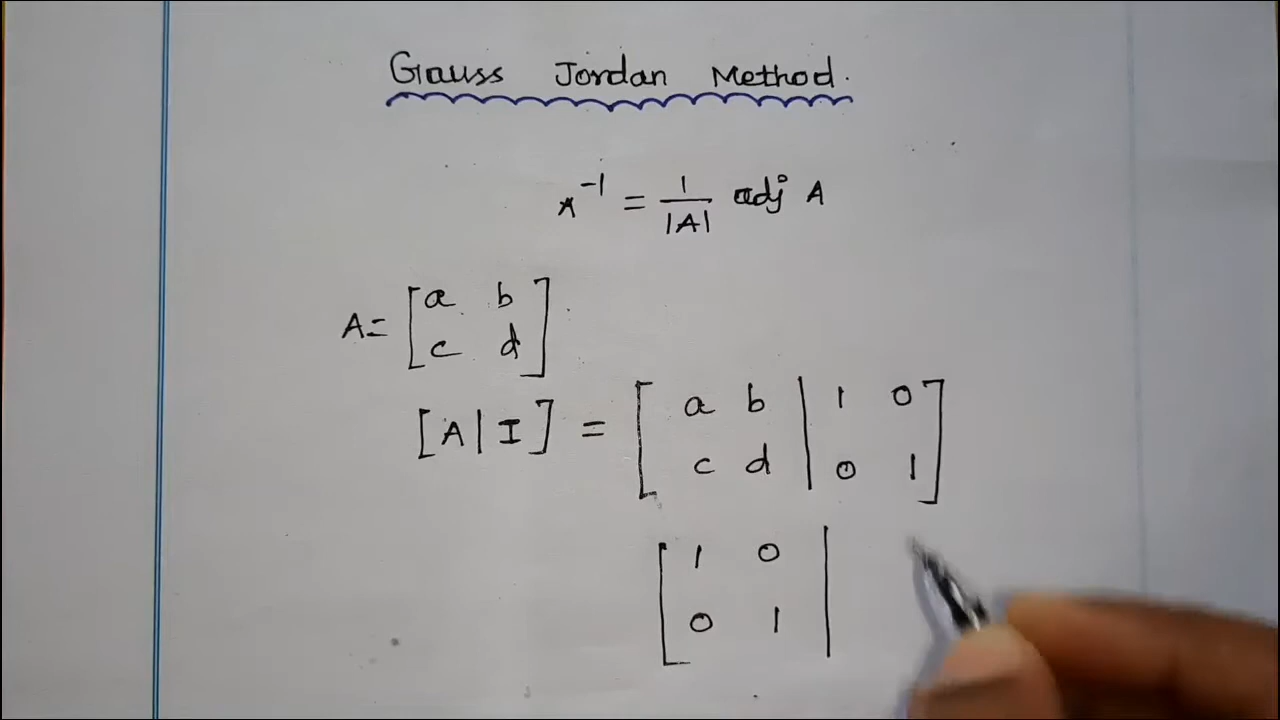 Gauss Jordan Method.
A⁻¹ = 1/|A| adj A
A = [a b; c d]
[A | I] = [a b | 1 0; c d | 0 1]
[1 0 |
0 1 |